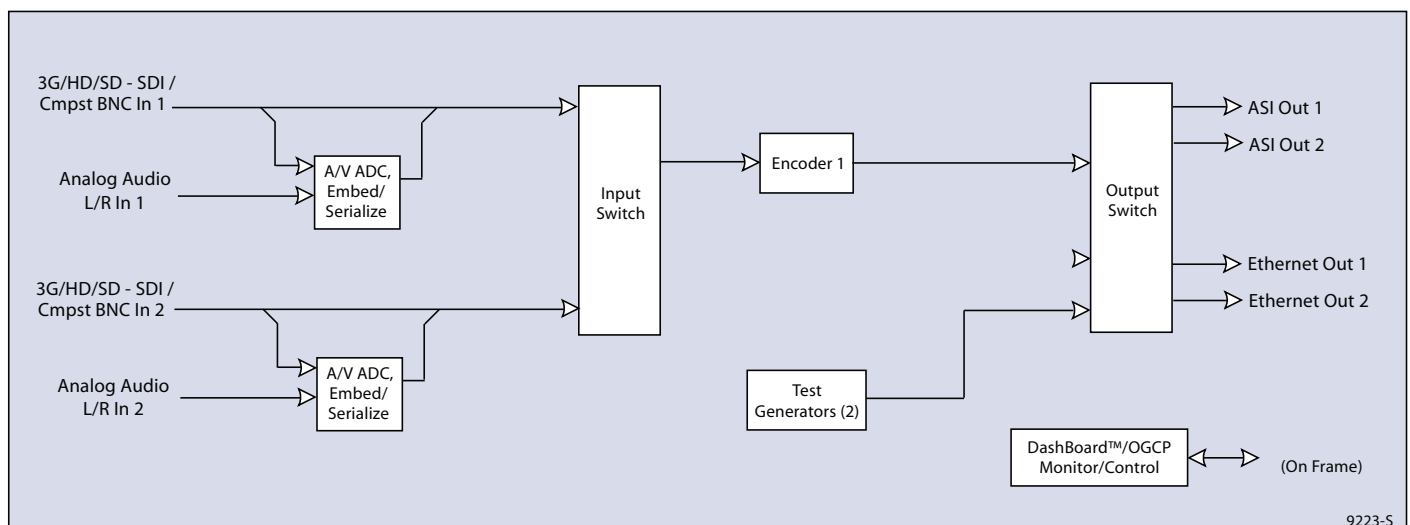 3G/HD/SD - SDI /
Cmpst BNC In 1
Analog Audio
L/R In 1
A/V ADC,
Embed/
Serialize
3G/HD/SD - SDI /
Cmpst BNC In 2
Analog Audio
L/R In 2
A/V ADC,
Embed/
Serialize
Input
Switch
Encoder 1
Test
Generators (2)
Output
Switch
ASI Out 1
ASI Out 2
Ethernet Out 1
Ethernet Out 2
DashBoard™/OGCP
Monitor/Control
(On Frame)
9223-S